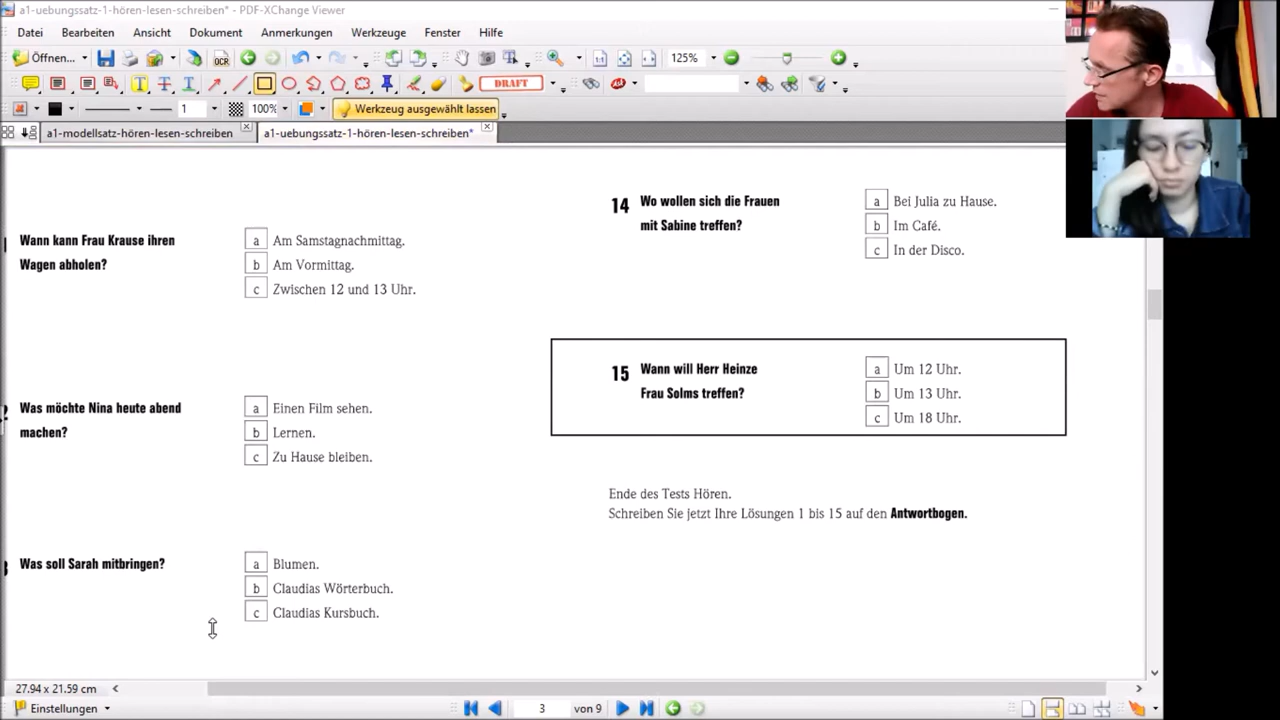 a1-uebungssatz-1-hören-lesen-schreiben* - PDF-XChange Viewer
Datei Bearbeiten Ansicht Dokument Anmerkungen Werkzeuge Fenster Hilfe
Öffnen... OCR 125%
DRAFT
1 100% Werkzeug ausgewählt lassen
a1-modellsatz-hören-lesen-schreiben a1-uebungssatz-1-hören-lesen-schreiben*
Wann kann Frau Krause ihren
Wagen abholen?
a Am Samstagnachmittag.
b Am Vormittag.
c Zwischen 12 und 13 Uhr.
Was möchte Nina heute abend
machen?
a Einen Film sehen.
b Lernen.
c Zu Hause bleiben.
Was soll Sarah mitbringen?
a Blumen.
b Claudias Wörterbuch.
c Claudias Kursbuch.
14 Wo wollen sich die Frauen
mit Sabine treffen?
a Bei Julia zu Hause.
b Im Café.
c In der Disco.
15 Wann will Herr Heinze
Frau Solms treffen?
a Um 12 Uhr.
b Um 13 Uhr.
c Um 18 Uhr.
Ende des Tests Hören.
Schreiben Sie jetzt Ihre Lösungen 1 bis 15 auf den Antwortbogen.
27.94 x 21.59 cm
Einstellungen 3 von 9